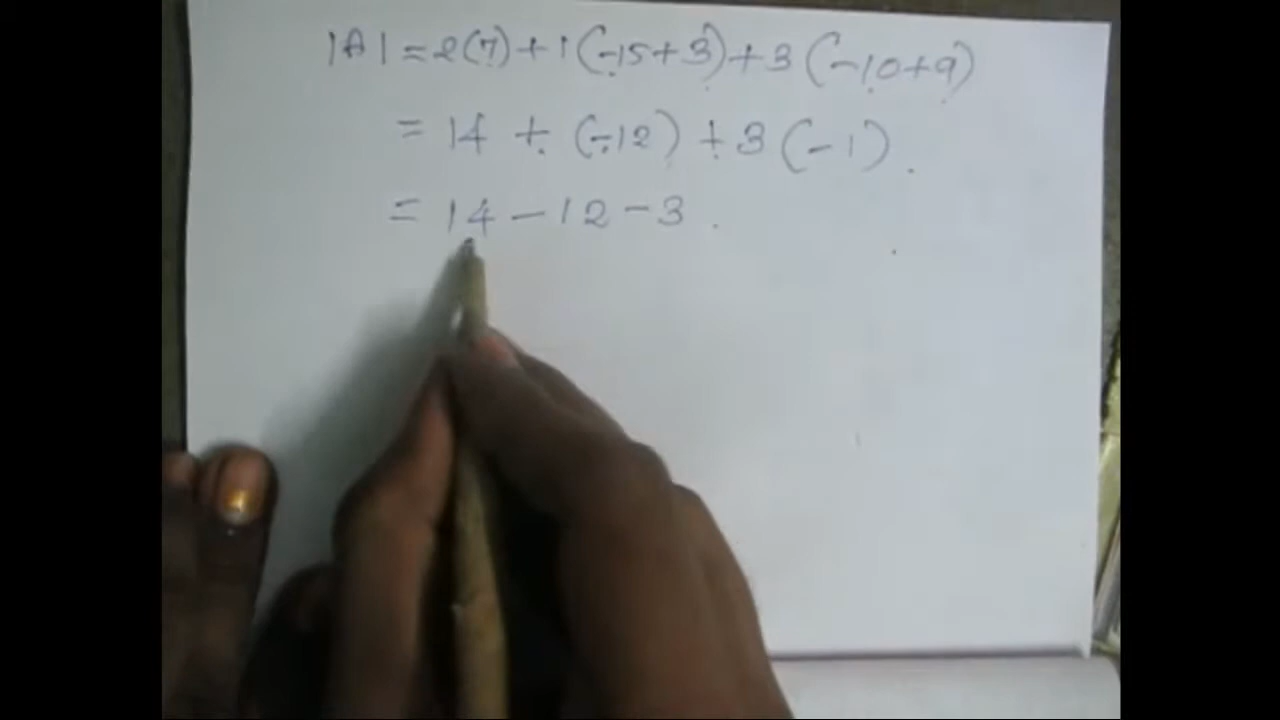 |A| = 2(7) + 1(-15+3) + 3(-10+9)
= 14 + (-12) + 3(-1).
= 14 - 12 - 3.